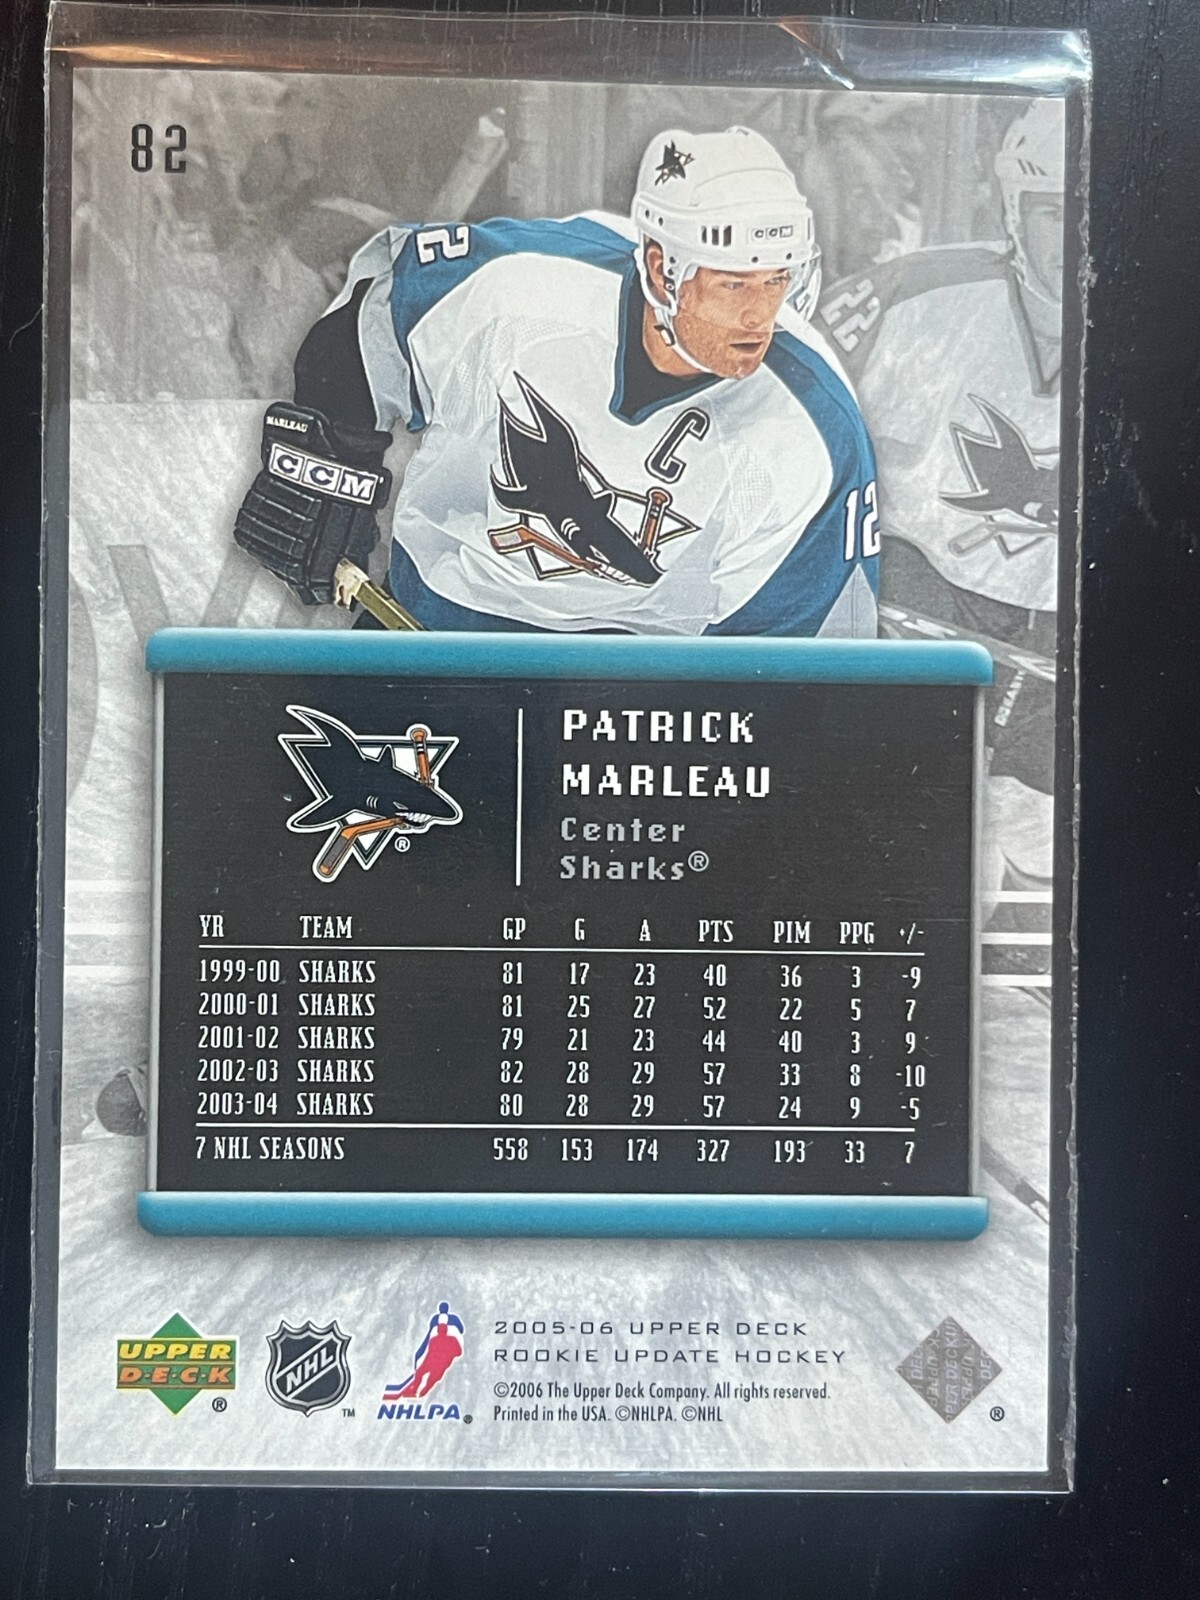 82
CCM
2
22
MARLEAU
CCM
C
12
EASTON
PATRICK
MARLEAU
Center
Sharks®
®
YR TEAM GP G A PTS PIM PPG +/-
1999-00 SHARKS 81 17 23 40 36 3 -9
2000-01 SHARKS 81 25 27 52 22 5 7
2001-02 SHARKS 79 21 23 44 40 3 9
2002-03 SHARKS 82 28 29 57 33 8 -10
2003-04 SHARKS 80 28 29 57 24 9 -5
7 NHL SEASONS 558 153 174 327 193 33 7
UPPER
D·E·C·K
®
NHL
™
NHLPA®
2005-06 UPPER DECK
ROOKIE UPDATE HOCKEY
©2006 The Upper Deck Company. All rights reserved.
Printed in the USA. ©NHLPA. ©NHL
®